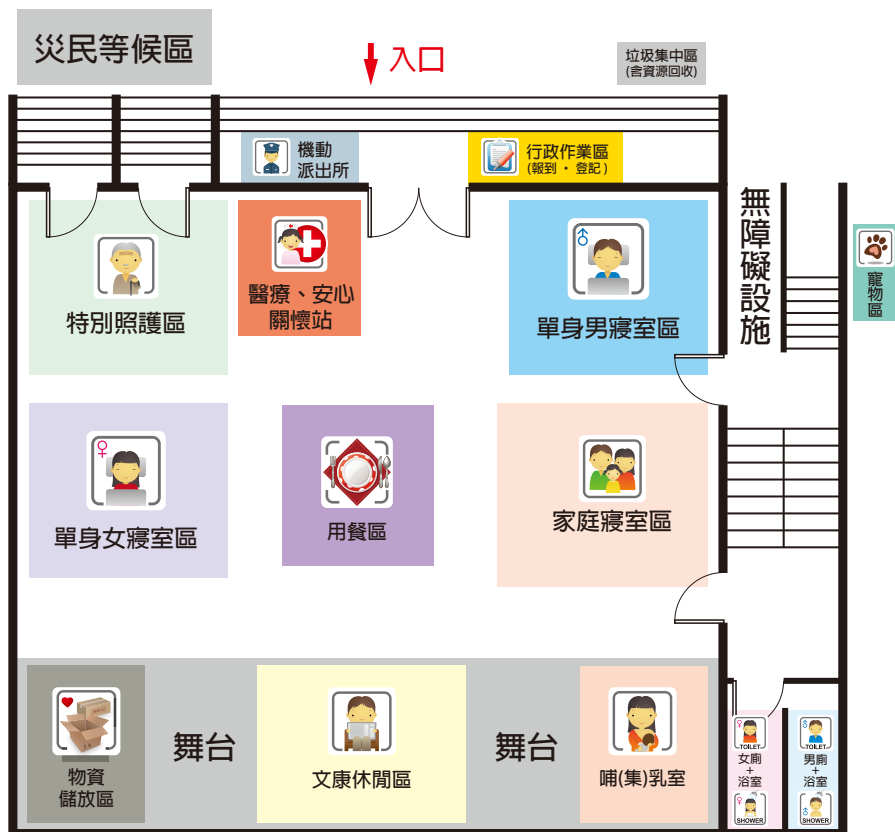 災民等候區
入口
垃圾集中區
(含資源回收)
機動
派出所
行政作業區
(報到・登記)
特別照護區
醫療、安心
關懷站
單身男寢室區
無障礙設施
寵物區
單身女寢室區
用餐區
家庭寢室區
物資
儲放區
舞台
文康休閒區
舞台
哺(集)乳室
TOILET
女廁
+
浴室
SHOWER
TOILET
男廁
+
浴室
SHOWER